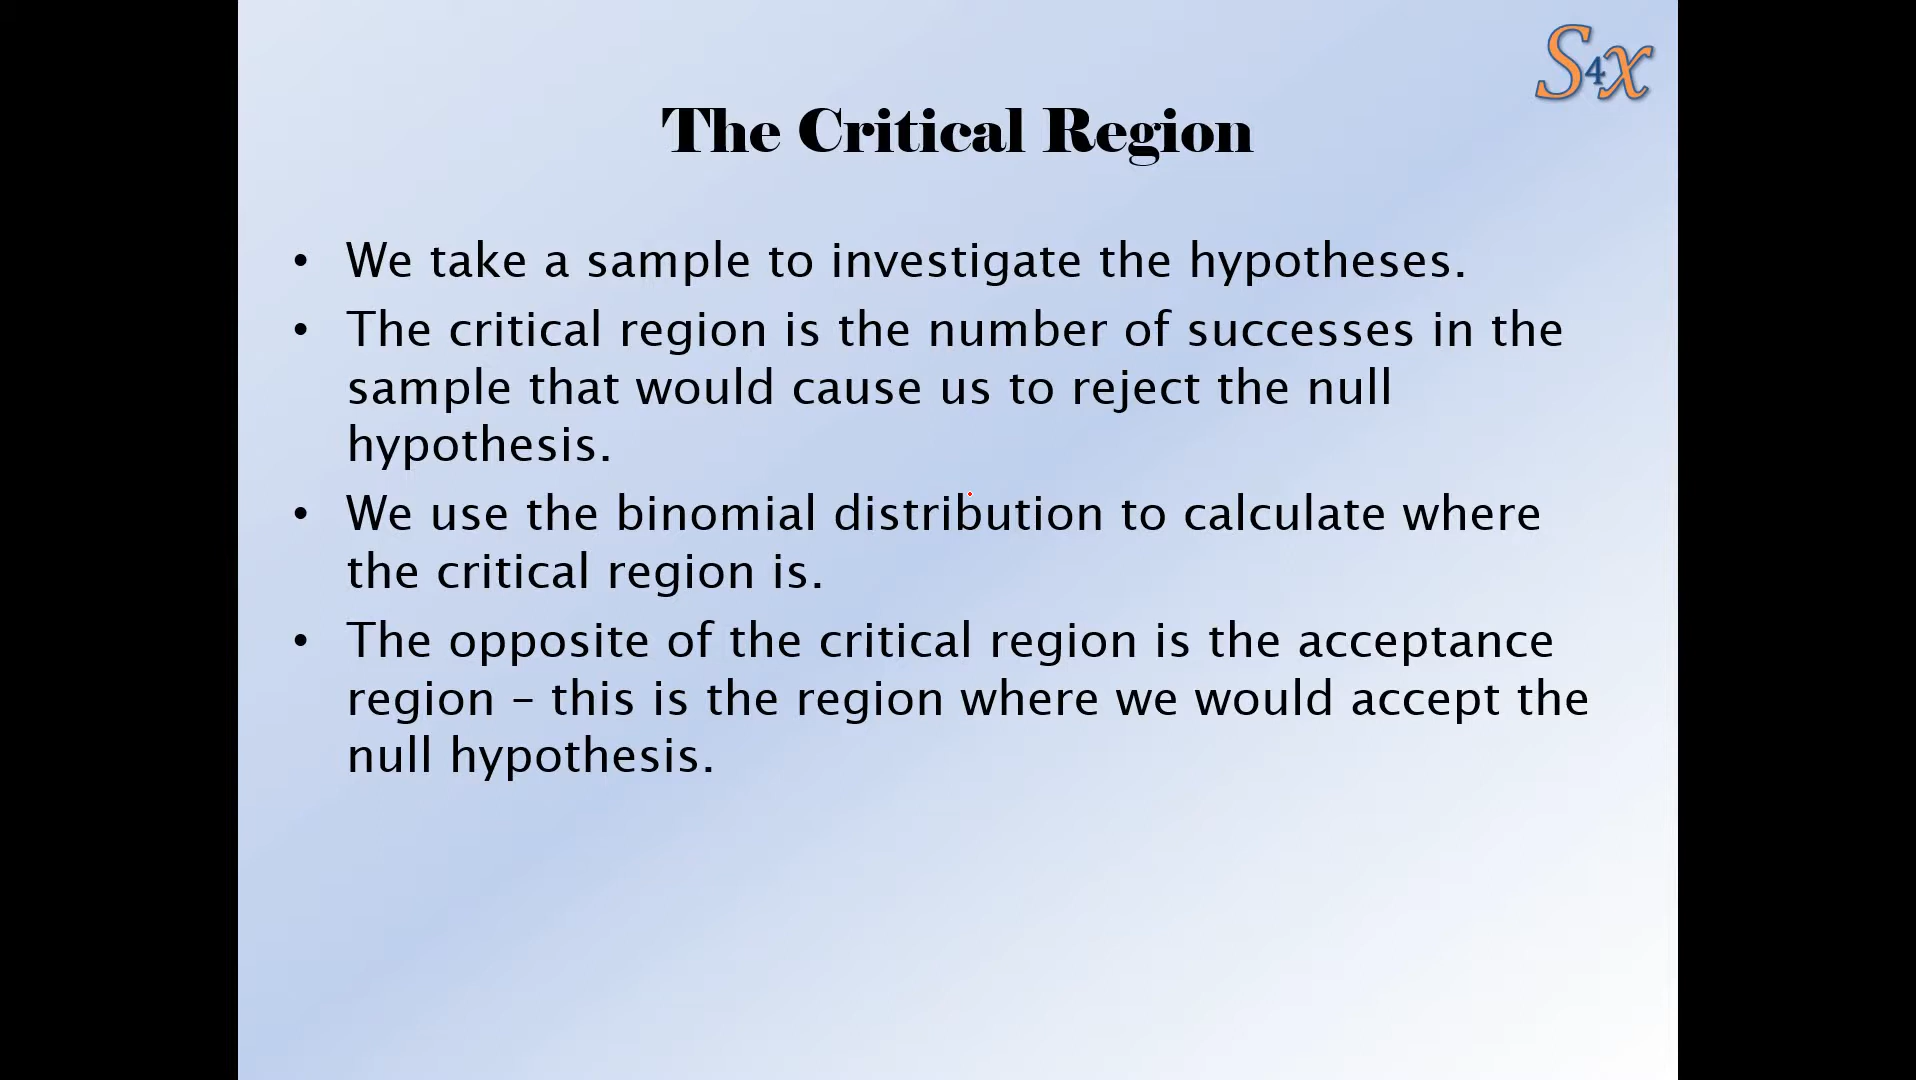 S4x
The Critical Region
• We take a sample to investigate the hypotheses.
• The critical region is the number of successes in the
sample that would cause us to reject the null
hypothesis.
• We use the binomial distribution to calculate where
the critical region is.
• The opposite of the critical region is the acceptance
region – this is the region where we would accept the
null hypothesis.